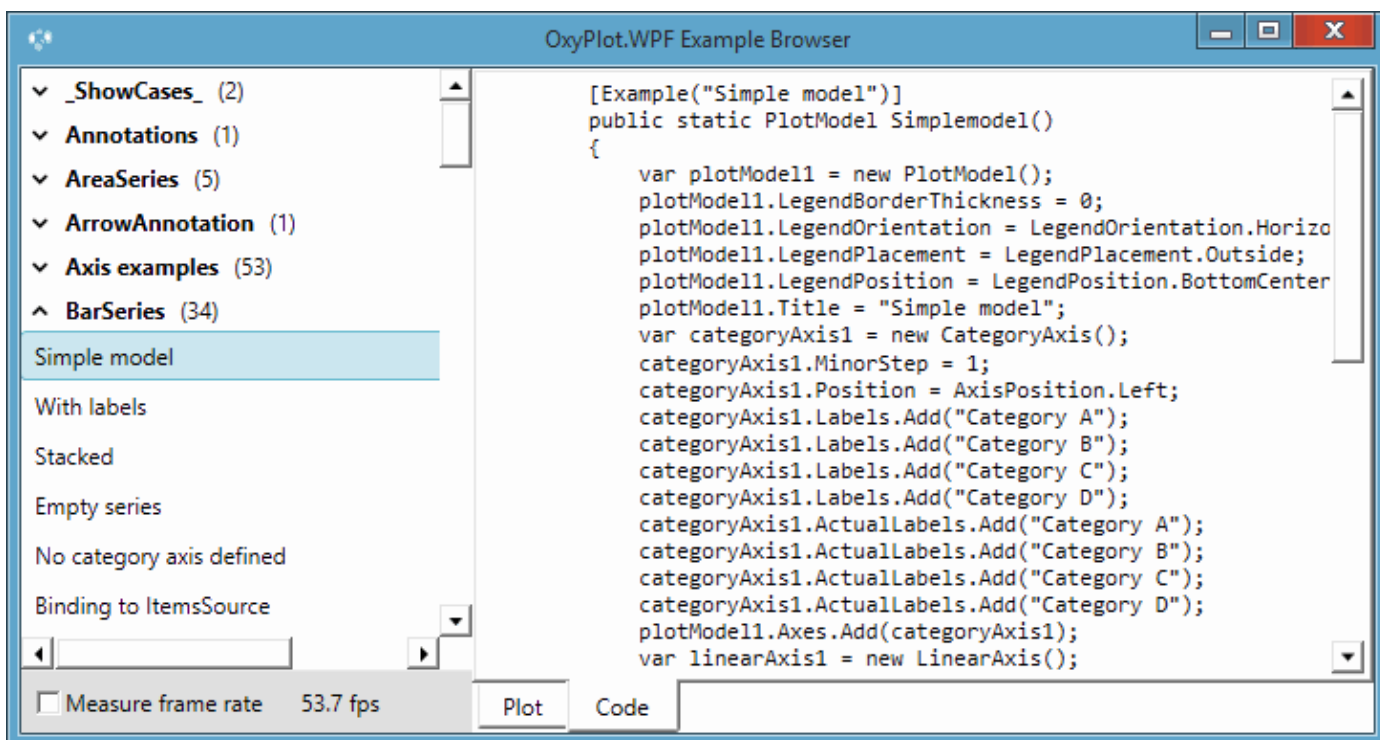 OxyPlot.WPF Example Browser
_ShowCases_ (2)
Annotations (1)
AreaSeries (5)
ArrowAnnotation (1)
Axis examples (53)
BarSeries (34)
Simple model
With labels
Stacked
Empty series
No category axis defined
Binding to ItemsSource
Measure frame rate 53.7 fps
[Example("Simple model")]
public static PlotModel Simplemodel()
{
var plotModel1 = new PlotModel();
plotModel1.LegendBorderThickness = 0;
plotModel1.LegendOrientation = LegendOrientation.Horizo
plotModel1.LegendPlacement = LegendPlacement.Outside;
plotModel1.LegendPosition = LegendPosition.BottomCenter
plotModel1.Title = "Simple model";
var categoryAxis1 = new CategoryAxis();
categoryAxis1.MinorStep = 1;
categoryAxis1.Position = AxisPosition.Left;
categoryAxis1.Labels.Add("Category A");
categoryAxis1.Labels.Add("Category B");
categoryAxis1.Labels.Add("Category C");
categoryAxis1.Labels.Add("Category D");
categoryAxis1.ActualLabels.Add("Category A");
categoryAxis1.ActualLabels.Add("Category B");
categoryAxis1.ActualLabels.Add("Category C");
categoryAxis1.ActualLabels.Add("Category D");
plotModel1.Axes.Add(categoryAxis1);
var linearAxis1 = new LinearAxis();
Plot Code